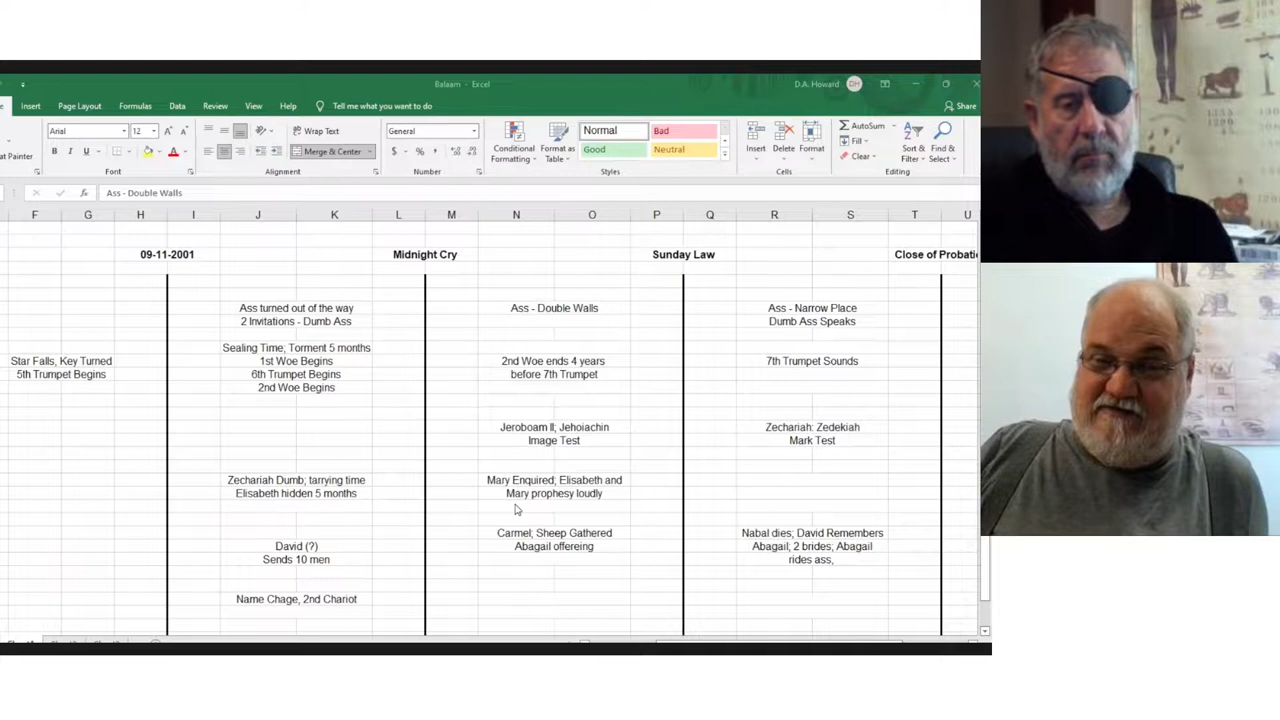 Balaam - Excel
D.A. Howard
DH
Insert
Page Layout
Formulas
Data
Review
View
Help
Tell me what you want to do
Share
Arial
12
Wrap Text
General
Normal
Bad
AutoSum
Fill
Clear
Painter
B
I
U
Merge & Center
$
%
Conditional
Formatting
Format as
Table
Good
Neutral
Insert
Delete
Format
Sort &
Filter
Find &
Select
Font
Alignment
Number
Styles
Cells
Editing
fx
Ass - Double Walls
F G H I J K L M N O P Q R S T U
09-11-2001
Midnight Cry
Sunday Law
Close of Probatio
Ass turned out of the way
2 Invitations - Dumb Ass
Ass - Double Walls
Ass - Narrow Place
Dumb Ass Speaks
Star Falls, Key Turned
5th Trumpet Begins
Sealing Time; Torment 5 months
1st Woe Begins
6th Trumpet Begins
2nd Woe Begins
2nd Woe ends 4 years
before 7th Trumpet
7th Trumpet Sounds
Jeroboam II; Jehoiachin
Image Test
Zechariah: Zedekiah
Mark Test
Zechariah Dumb; tarrying time
Elisabeth hidden 5 months
Mary Enquired; Elisabeth and
Mary prophesy loudly
David (?)
Sends 10 men
Carmel; Sheep Gathered
Abagail offereing
Nabal dies; David Remembers
Abagail; 2 brides; Abagail
rides ass,
Name Chage, 2nd Chariot
1335
1290